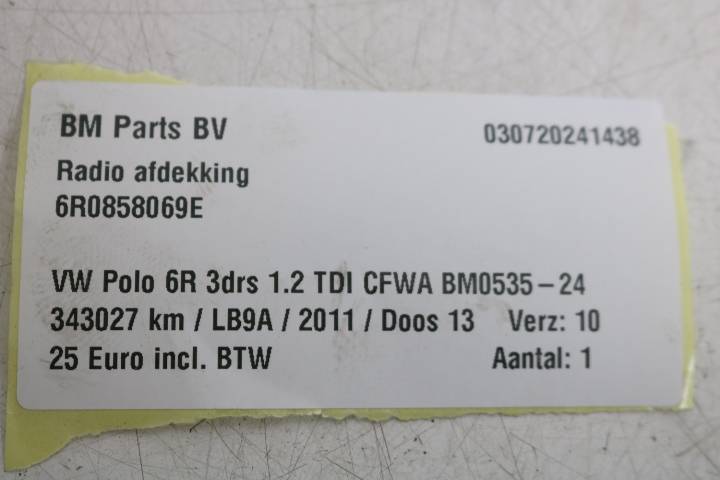 BM Parts BV 030720241438
Radio afdekking
6R0858069E
VW Polo 6R 3drs 1.2 TDI CFWA BM0535-24
343027 km / LB9A / 2011 / Doos 13 Verz: 10
25 Euro incl. BTW Aantal: 1